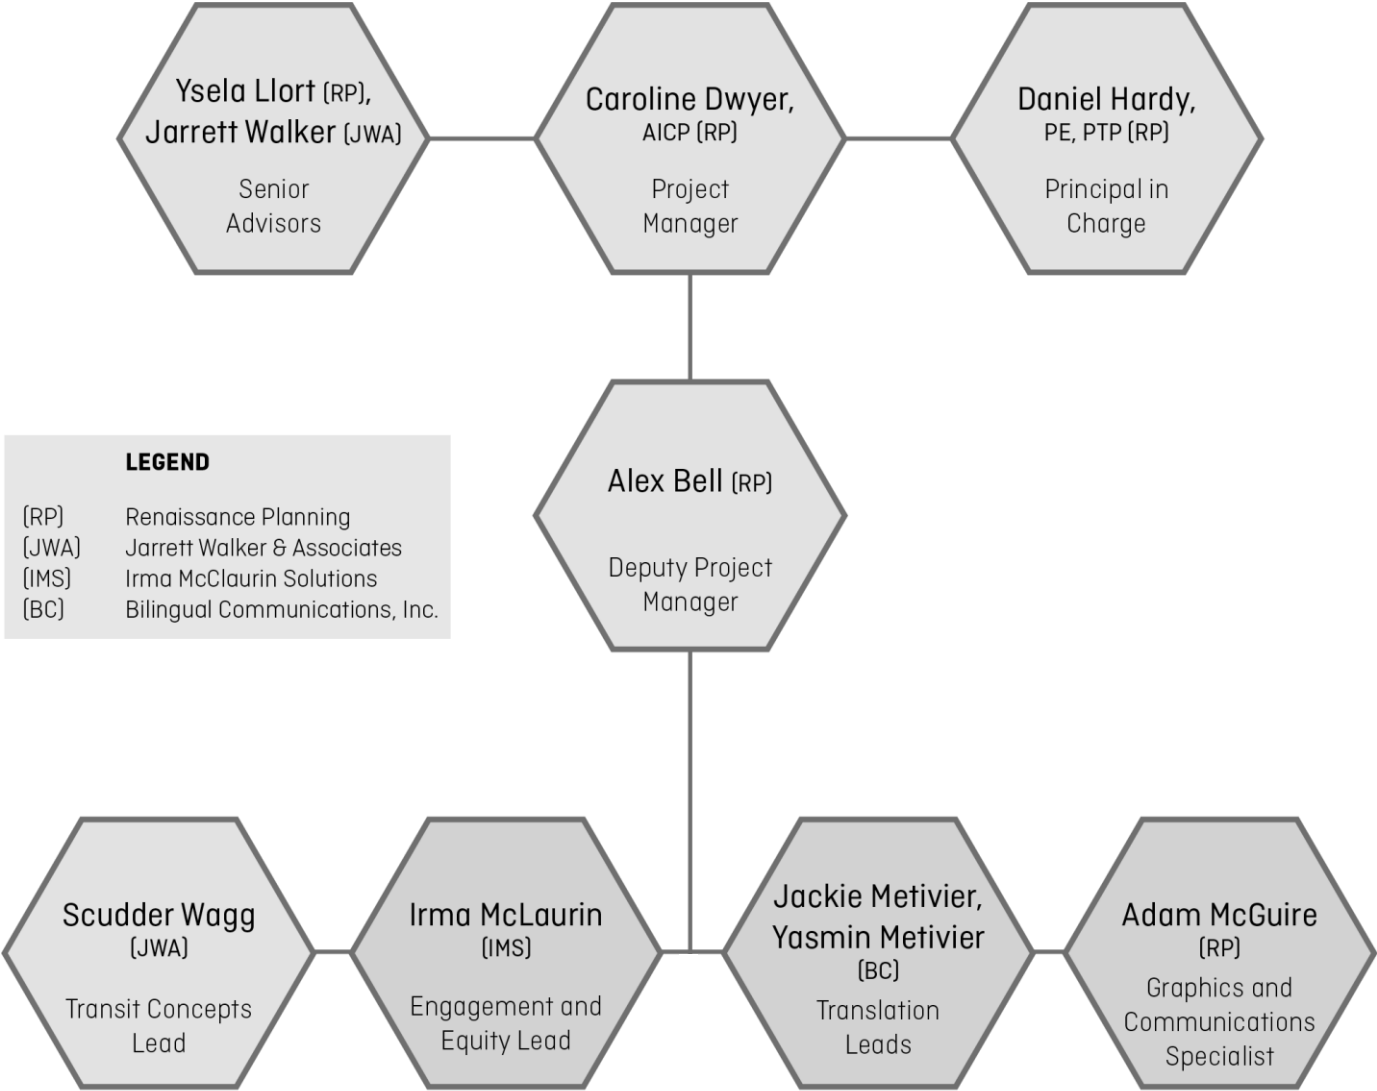 Ysela Llort (RP),
Jarrett Walker (JWA)
Senior
Advisors
Caroline Dwyer,
AICP (RP)
Project
Manager
Daniel Hardy,
PE, PTP (RP)
Principal in
Charge
Alex Bell (RP)
Deputy Project
Manager
LEGEND
(RP) Renaissance Planning
(JWA) Jarrett Walker & Associates
(IMS) Irma McClaurin Solutions
(BC) Bilingual Communications, Inc.
Scudder Wagg
(JWA)
Transit Concepts
Lead
Irma McLaurin
(IMS)
Engagement and
Equity Lead
Jackie Metivier,
Yasmin Metivier
(BC)
Translation
Leads
Adam McGuire
(RP)
Graphics and
Communications
Specialist